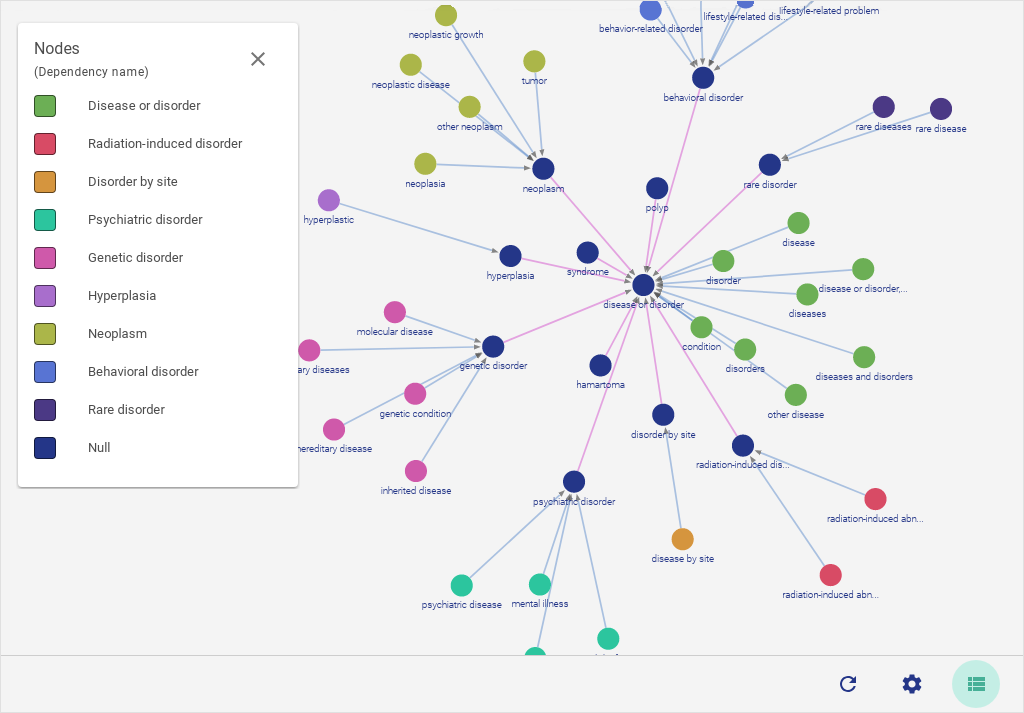 Nodes
(Dependency name)
Disease or disorder
Radiation-induced disorder
Disorder by site
Psychiatric disorder
Genetic disorder
Hyperplasia
Neoplasm
Behavioral disorder
Rare disorder
Null
lifestyle-related problem
lifestyle-related dis...
behavior-related disorder
neoplastic growth
neoplastic disease
tumor
behavioral disorder
other neoplasm
rare diseases
rare disease
neoplasia
neoplasm
rare disorder
polyp
hyperplastic
disease
hyperplasia
syndrome
disorder
disease or disorder,...
disease or disorder
diseases
molecular disease
condition
genetic disorder
ary diseases
disorders
diseases and disorders
hamartoma
genetic condition
other disease
disorder by site
hereditary disease
radiation-induced dis...
inherited disease
psychiatric disorder
radiation-induced abn...
disease by site
radiation-induced abn...
psychiatric disease
mental illness